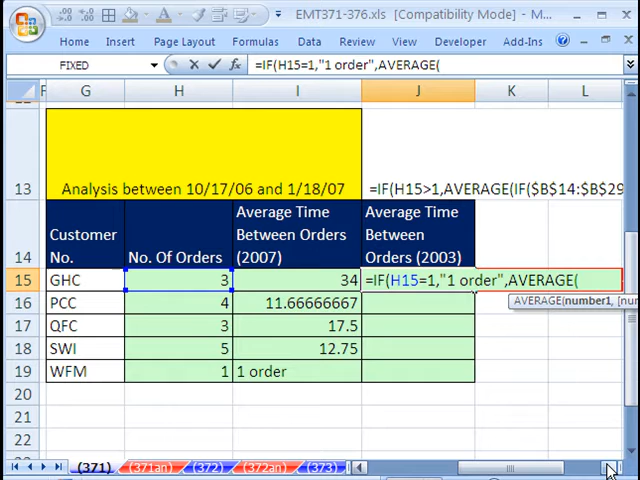 EMT371-376.xls [Compatibility Mode] - M...
Home Insert Formulas Data Review Developer Add-Ins
FIXED =IF(H15=1,"1 order",AVERAGE(
F G H I J K L
13 Analysis between 10/17/06 and 1/18/07 =IF(H15>1,AVERAGE(IF($B$14:$B$29
14 Customer No. No. Of Orders Average Time Between Orders (2007) Average Time Between Orders (2003)
15 GHC 3 34 =IF(H15=1,"1 order",AVERAGE(
AVERAGE(number1, [num
16 PCC 4 11.66666667
17 QFC 3 17.5
18 SWI 5 12.75
19 WFM 1 1 order
20
21
22
(371) (371an) (372) (372an) (373)